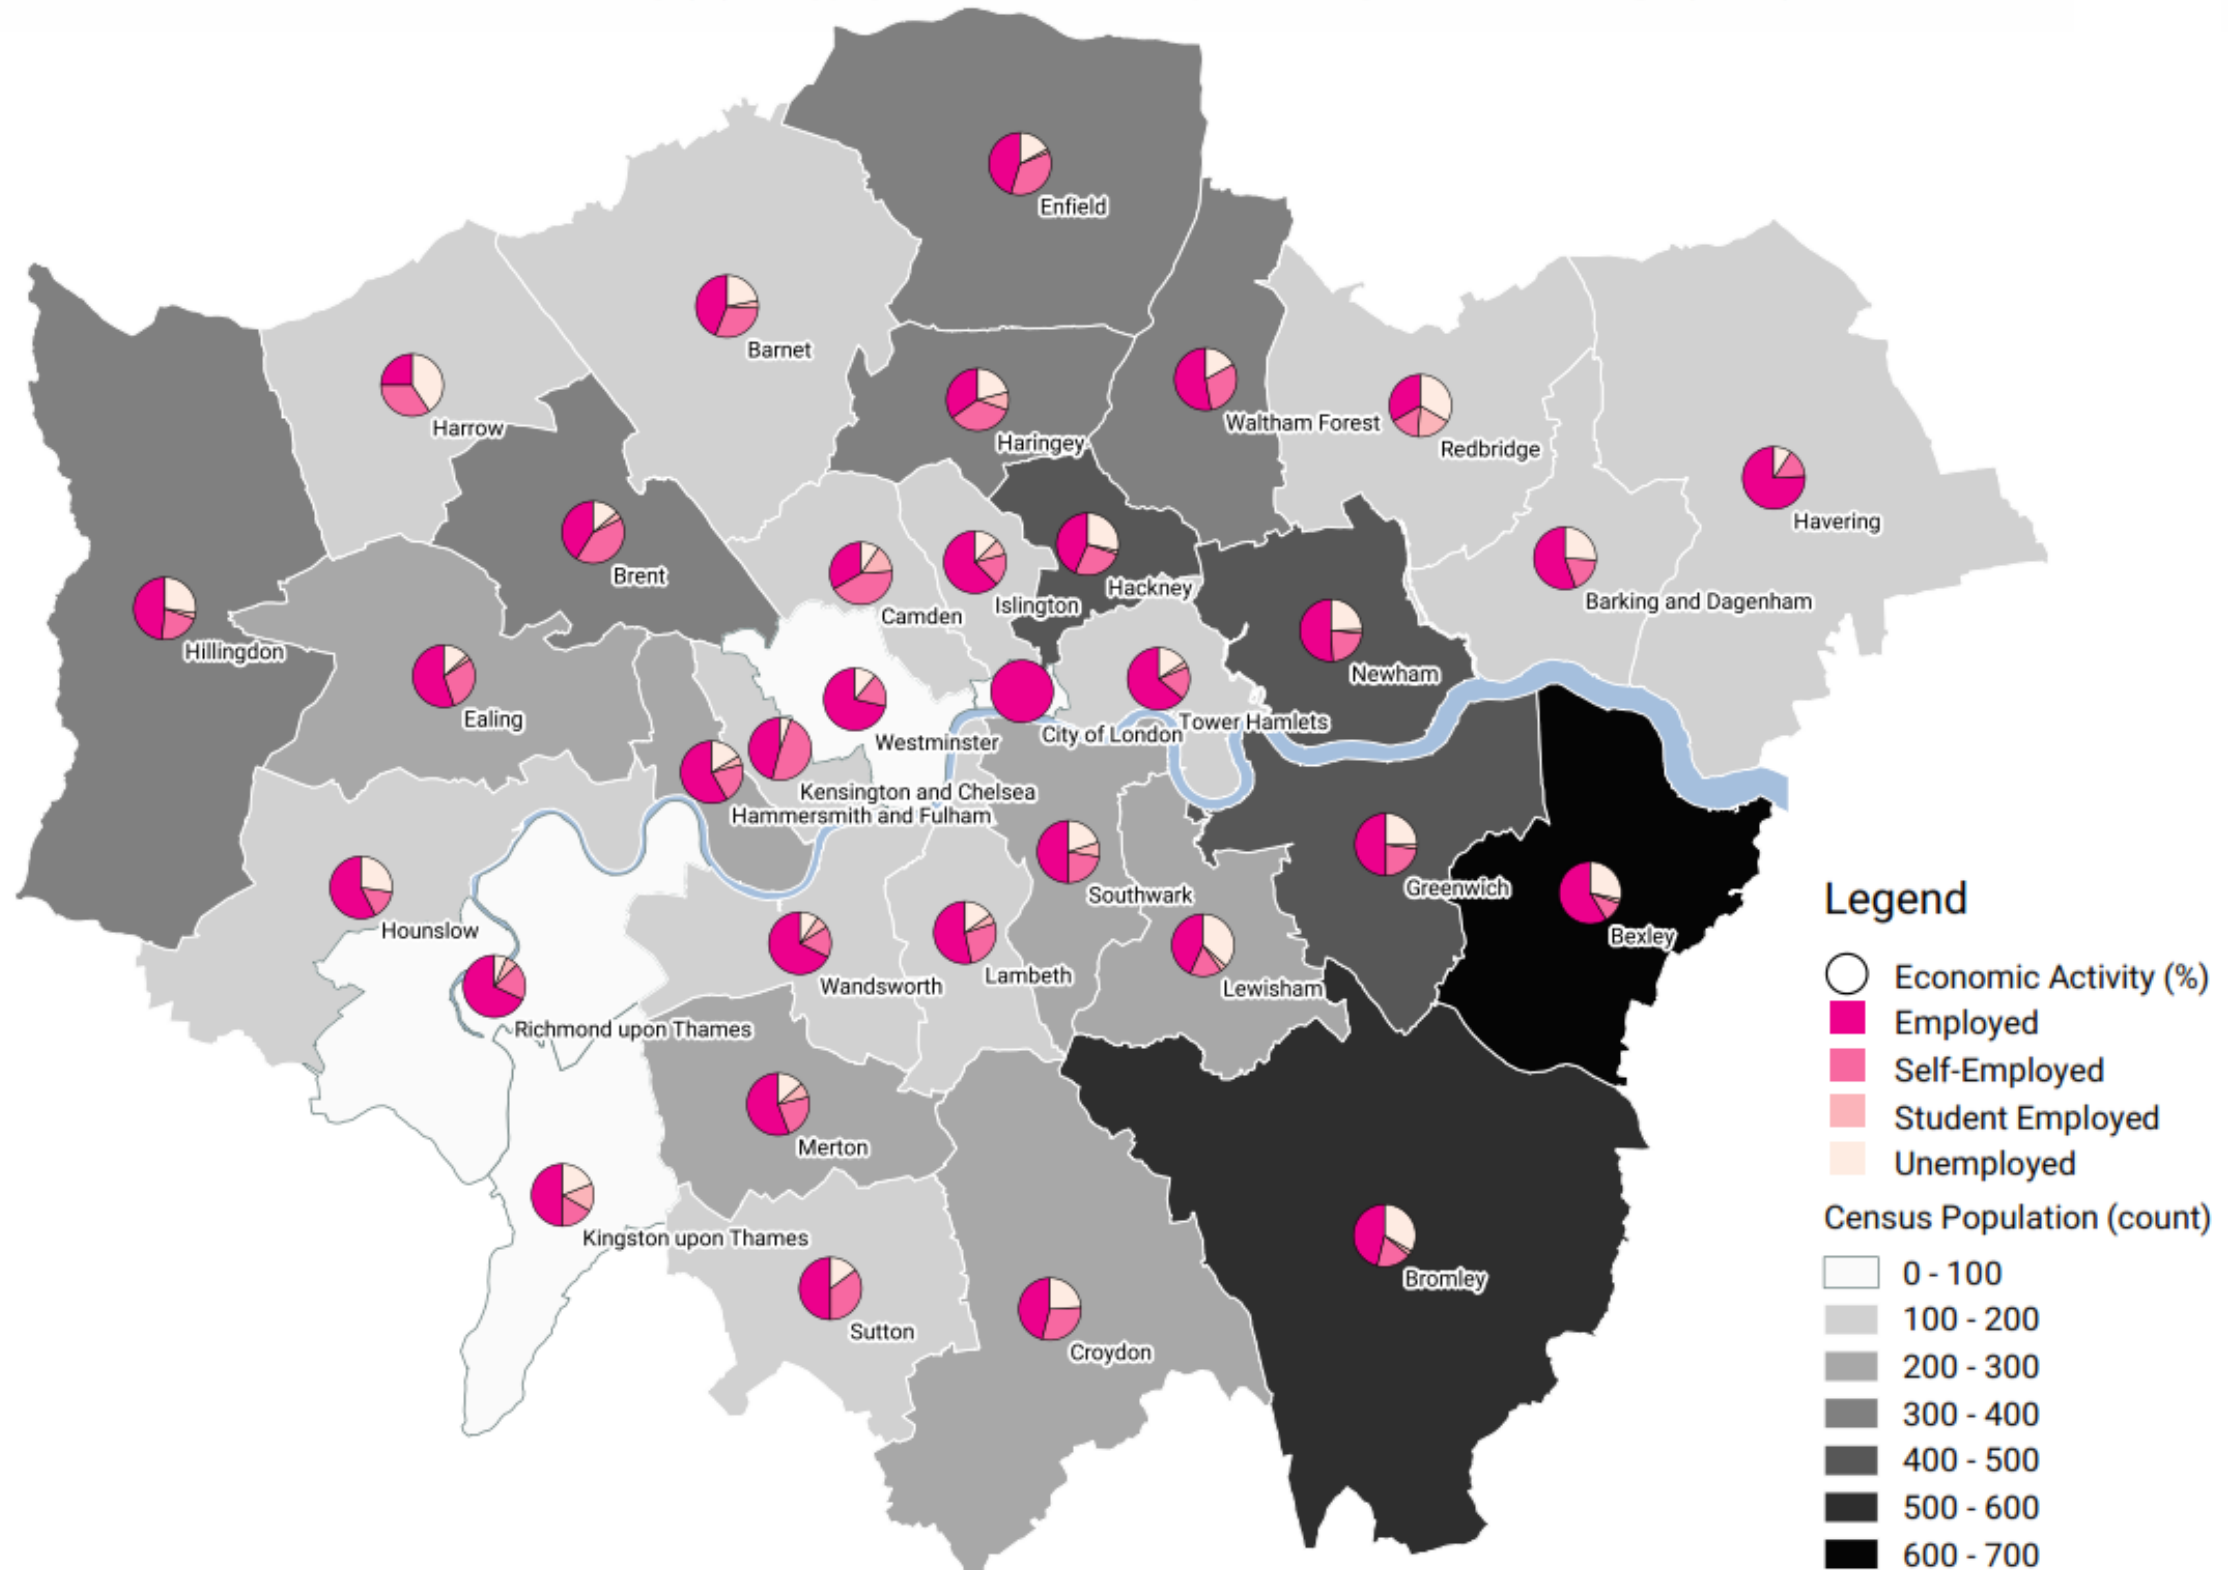 Enfield
Barnet
Harrow
Haringey
Waltham Forest
Redbridge
Havering
Brent
Camden
Islington
Hackney
Barking and Dagenham
Hillingdon
Ealing
Newham
Westminster
City of London
Tower Hamlets
Kensington and Chelsea
Hammersmith and Fulham
Hounslow
Southwark
Greenwich
Bexley
Wandsworth
Lambeth
Lewisham
Richmond upon Thames
Merton
Kingston upon Thames
Sutton
Croydon
Bromley
Legend
Economic Activity (%)
Employed
Self-Employed
Student Employed
Unemployed
Census Population (count)
0 - 100
100 - 200
200 - 300
300 - 400
400 - 500
500 - 600
600 - 700